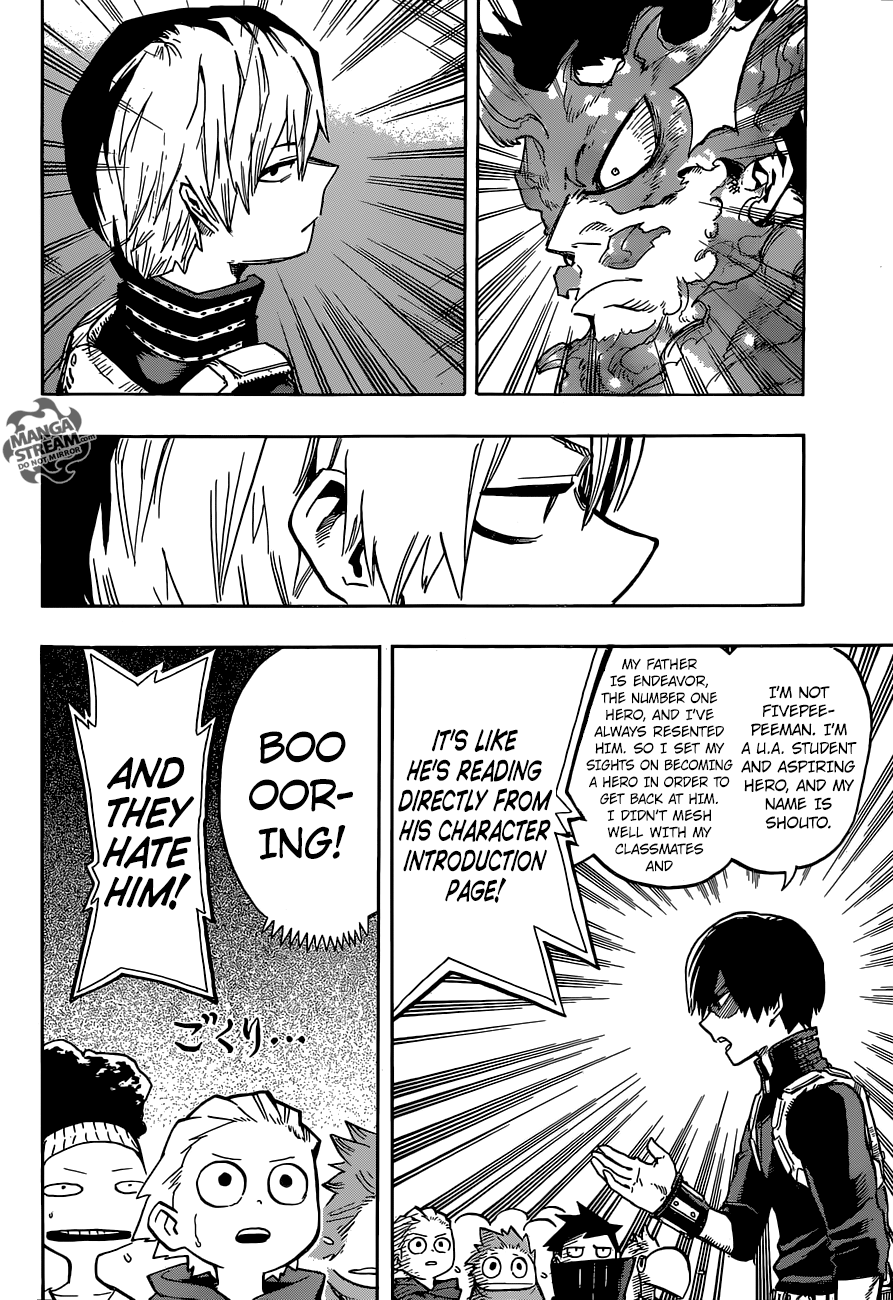 MANGA
STREAM.com
DO NOT MIRROR
I'M NOT
FIVEPEE-
PEEMAN. I'M
A U.A. STUDENT
AND ASPIRING
HERO, AND MY
NAME IS
SHOUTO.
MY FATHER
IS ENDEAVOR,
THE NUMBER ONE
HERO, AND I'VE
ALWAYS RESENTED
HIM. SO I SET MY
SIGHTS ON BECOMING
A HERO IN ORDER TO
GET BACK AT HIM.
I DIDN'T MESH
WELL WITH MY
CLASSMATES
AND
IT'S LIKE
HE'S READING
DIRECTLY FROM
HIS CHARACTER
INTRODUCTION
PAGE!
BOO
OOR-
ING!
AND
THEY
HATE
HIM!
ごくり…